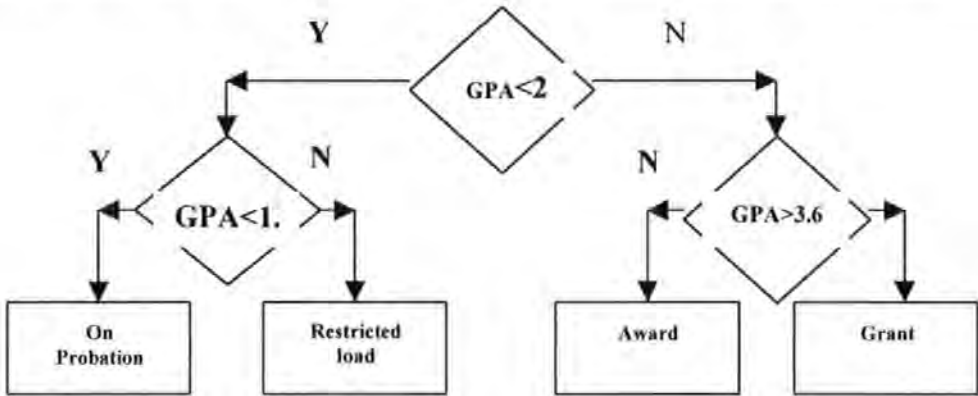 Y
N
GPA<2
Y
N
N
GPA<1.
GPA>3.6
On
Probation
Restricted
load
Award
Grant